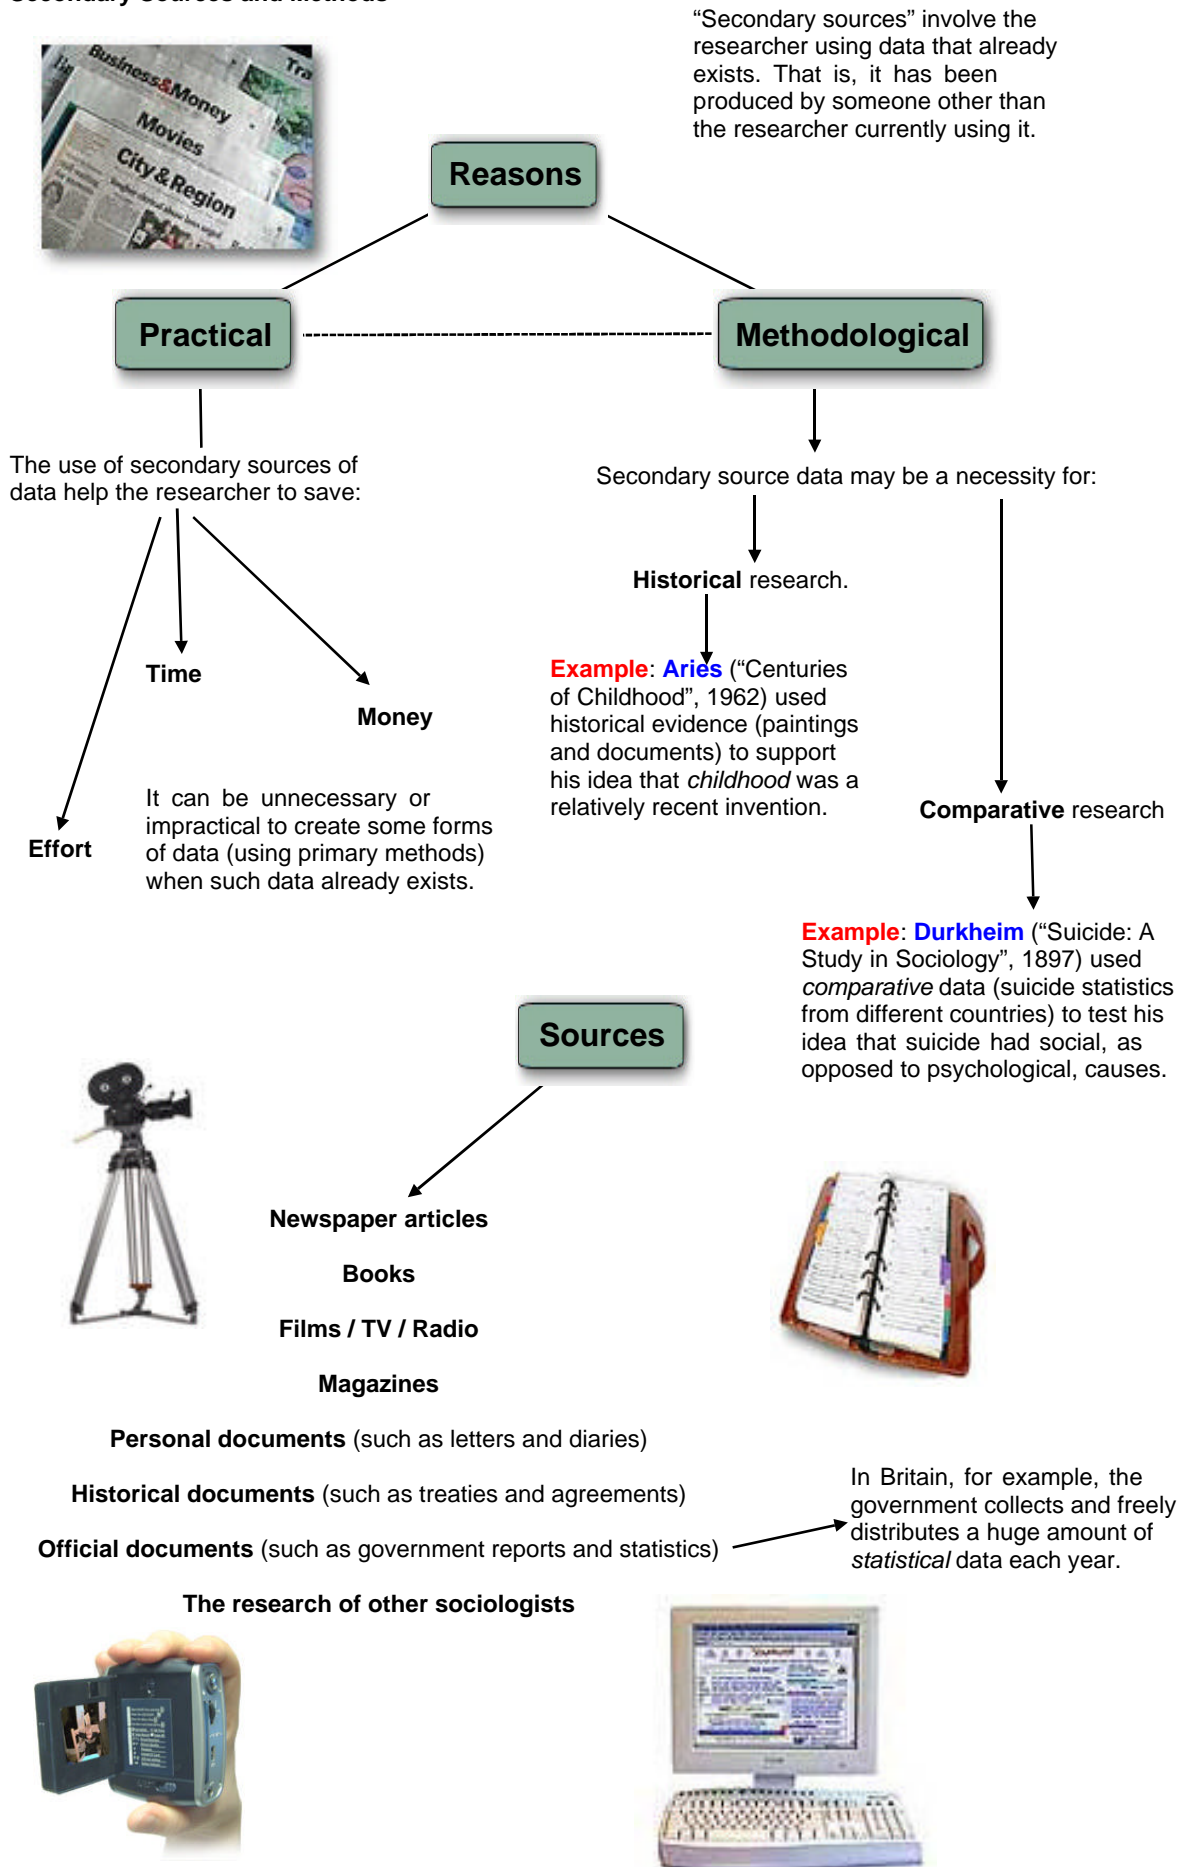 Secondary Sources and Methods
“Secondary sources” involve the
researcher using data that already
exists. That is, it has been
produced by someone other than
the researcher currently using it.
Business&Money
Movies
City&Region
Tra
Reasons
Practical
Methodological
The use of secondary sources of
data help the researcher to save:
Time
Money
Effort
It can be unnecessary or
impractical to create some forms
of data (using primary methods)
when such data already exists.
Secondary source data may be a necessity for:
Historical research.
Example: Aries (“Centuries
of Childhood”, 1962) used
historical evidence (paintings
and documents) to support
his idea that childhood was a
relatively recent invention.
Comparative research
Example: Durkheim (“Suicide: A
Study in Sociology”, 1897) used
comparative data (suicide statistics
from different countries) to test his
idea that suicide had social, as
opposed to psychological, causes.
Sources
Newspaper articles
Books
Films / TV / Radio
Magazines
Personal documents (such as letters and diaries)
Historical documents (such as treaties and agreements)
Official documents (such as government reports and statistics)
The research of other sociologists
In Britain, for example, the
government collects and freely
distributes a huge amount of
statistical data each year.